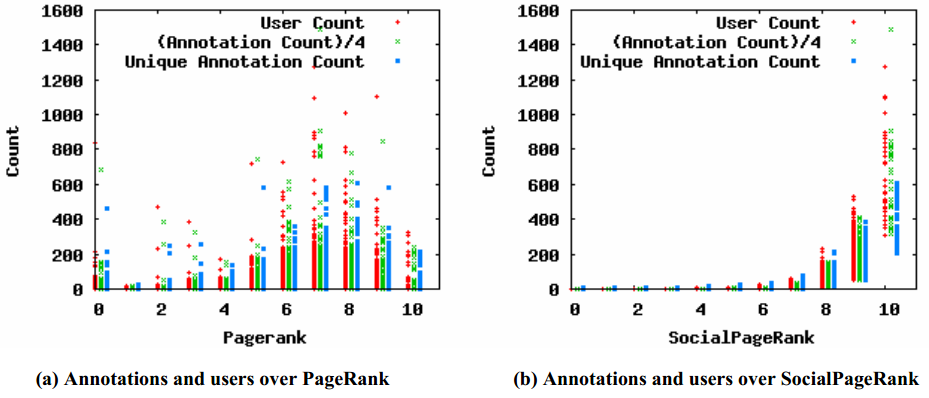 1600
1400
1200
1000
800
600
400
200
0
Count
User Count
(Annotation Count)/4
Unique Annotation Count
0 2 4 6 8 10
Pagerank
(a) Annotations and users over PageRank
1600
1400
1200
1000
800
600
400
200
0
Count
User Count
(Annotation Count)/4
Unique Annotation Count
0 2 4 6 8 10
SocialPageRank
(b) Annotations and users over SocialPageRank